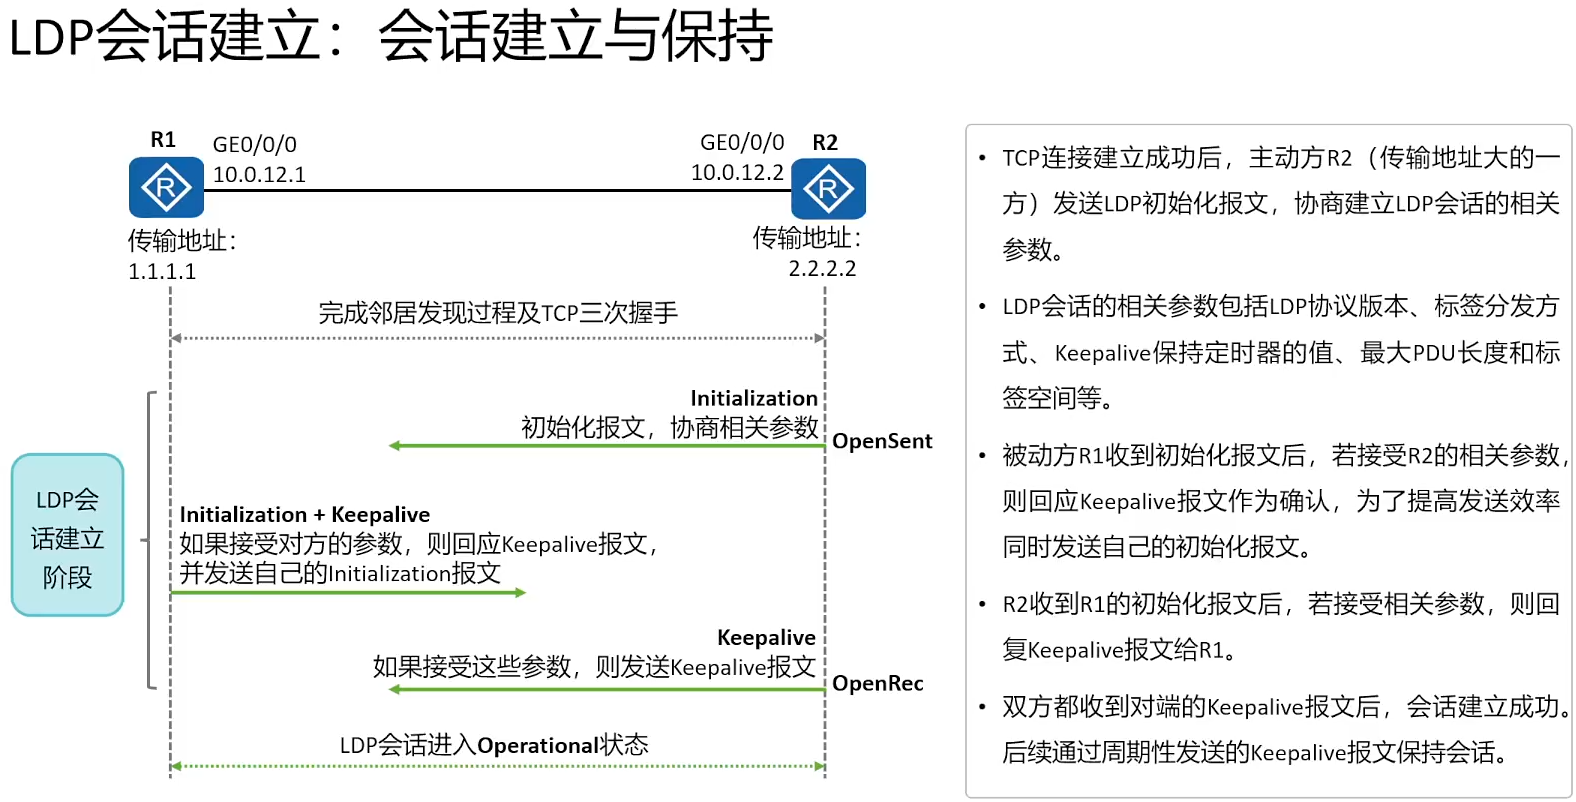 LDP会话建立：会话建立与保持
R1
GE0/0/0
10.0.12.1
GE0/0/0
10.0.12.2
R2
R
R
传输地址：
1.1.1.1
传输地址：
2.2.2.2
完成邻居发现过程及TCP三次握手
Initialization
初始化报文，协商相关参数
OpenSent
LDP会
话建立
阶段
Initialization + Keepalive
如果接受对方的参数，则回应Keepalive报文，
并发送自己的Initialization报文
Keepalive
如果接受这些参数，则发送Keepalive报文
OpenRec
LDP会话进入Operational状态
• TCP连接建立成功后，主动方R2（传输地址大的一
方）发送LDP初始化报文，协商建立LDP会话的相关
参数。
• LDP会话的相关参数包括LDP协议版本、标签分发方
式、Keepalive保持定时器的值、最大PDU长度和标
签空间等。
• 被动方R1收到初始化报文后，若接受R2的相关参数，
则回应Keepalive报文作为确认，为了提高发送效率
同时发送自己的初始化报文。
• R2收到R1的初始化报文后，若接受相关参数，则回
复Keepalive报文给R1。
• 双方都收到对端的Keepalive报文后，会话建立成功。
后续通过周期性发送的Keepalive报文保持会话。